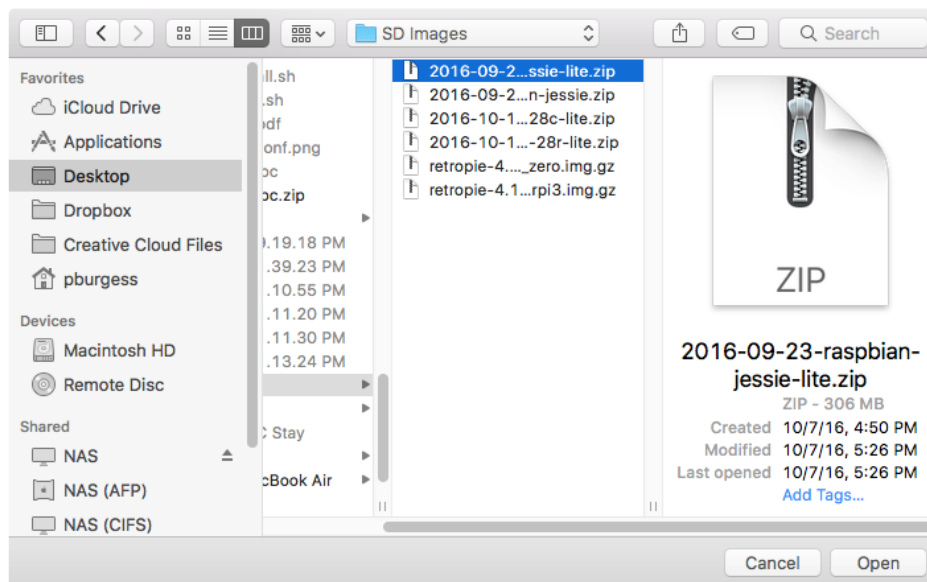 SD Images
Search
Favorites
iCloud Drive
Applications
Desktop
Dropbox
Creative Cloud Files
pburgess
Devices
Macintosh HD
Remote Disc
Shared
NAS
NAS (AFP)
NAS (CIFS)
ll.sh
.sh
df
onf.png
oc
oc.zip
9.19.18 PM
.39.23 PM
.10.55 PM
.11.20 PM
.11.30 PM
.13.24 PM
C Stay
cBook Air
2016-09-2...ssie-lite.zip
2016-09-2...n-jessie.zip
2016-10-1...28c-lite.zip
2016-10-1...-28r-lite.zip
retropie-4...._zero.img.gz
retropie-4.1...rpi3.img.gz
ZIP
2016-09-23-raspbian-
jessie-lite.zip
ZIP - 306 MB
Created 10/7/16, 4:50 PM
Modified 10/7/16, 5:26 PM
Last opened 10/7/16, 5:26 PM
Add Tags...
Cancel
Open